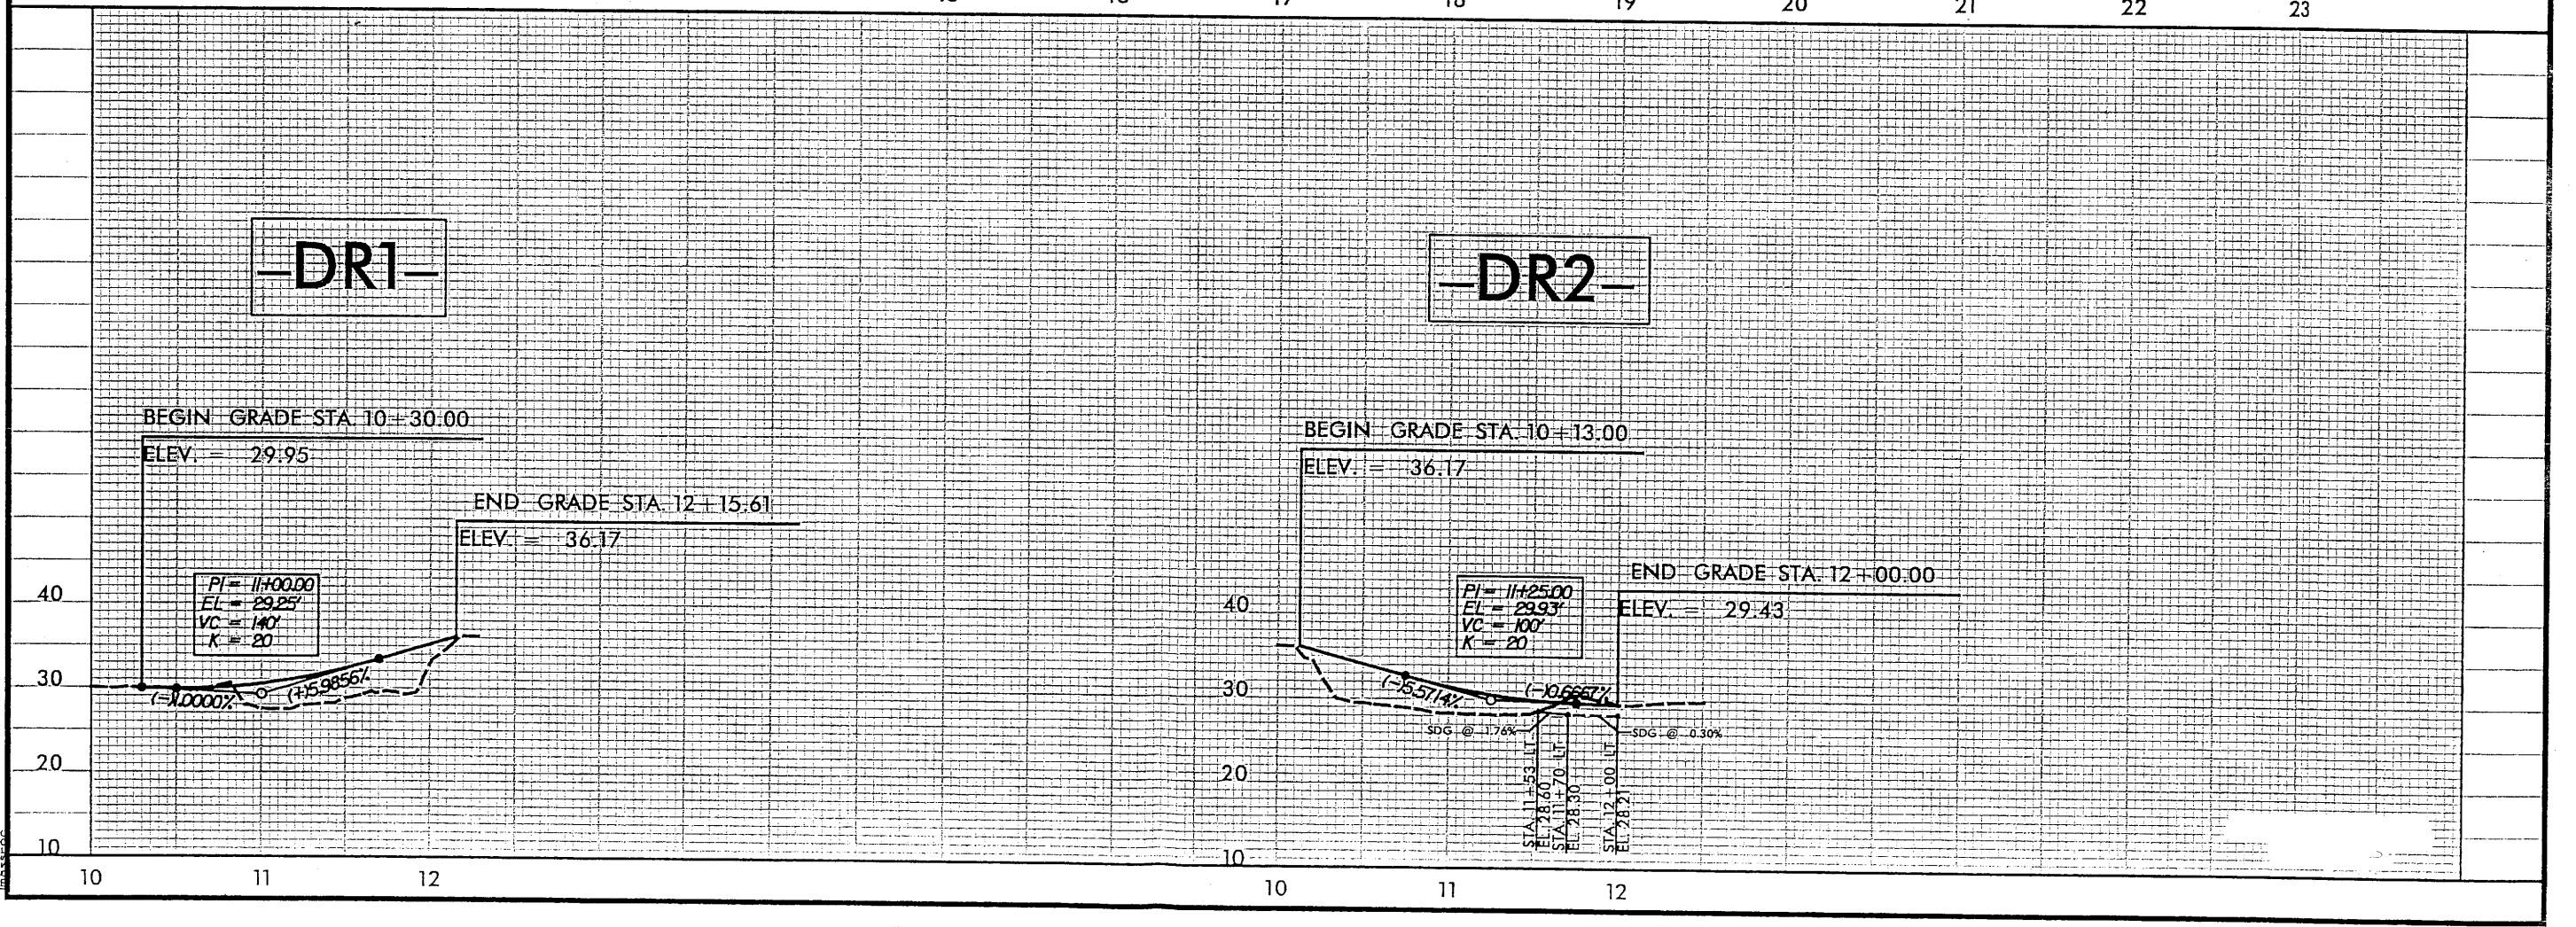 17 18 19 20 21 22 23
-DR1-
-DR2-
BEGIN GRADE STA. 10+30.00
ELEV. = 29.95
END GRADE STA. 12+15.61
ELEV. = 36.17
PI = 11+00.00
EL = 29.25'
VC = 140'
K = 20
(-)1.0000%
(+)5.9856%
40
30
20
10
10 11 12
BEGIN GRADE STA. 10+13.00
ELEV. = 36.17
END GRADE STA. 12+00.00
ELEV. = 29.43
PI = 11+25.00
EL = 29.93'
VC = 100'
K = 20
(-)5.5714%
(-)0.6667%
SDG @ 1.76%
SDG @ 0.30%
STA. 11+53 LT
EL. 28.60
STA. 11+70 LT
EL. 28.30
STA. 12+00 LT
EL. 28.21
40
30
20
10
10 11 12